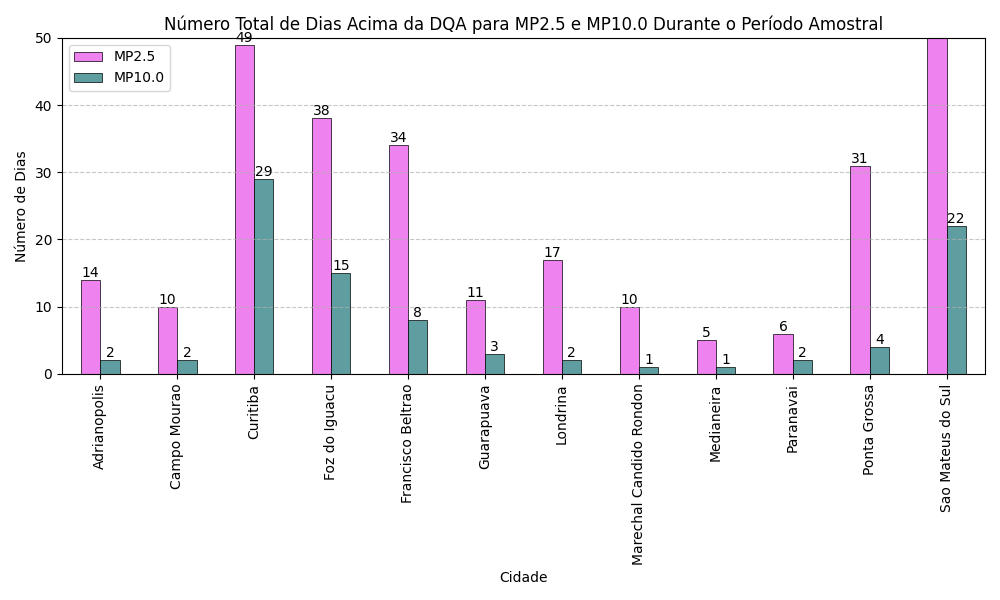 Número Total de Dias Acima da DQA para MP2.5 e MP10.0 Durante o Período Amostral
MP2.5
MP10.0
Número de Dias
50
40
30
20
10
0
14
2
10
2
49
29
38
15
34
8
11
3
17
2
10
1
5
1
6
2
31
4
22
Adrianopolis
Campo Mourao
Curitiba
Foz do Iguacu
Francisco Beltrao
Guarapuava
Londrina
Marechal Candido Rondon
Medianeira
Paranavai
Ponta Grossa
Sao Mateus do Sul
Cidade